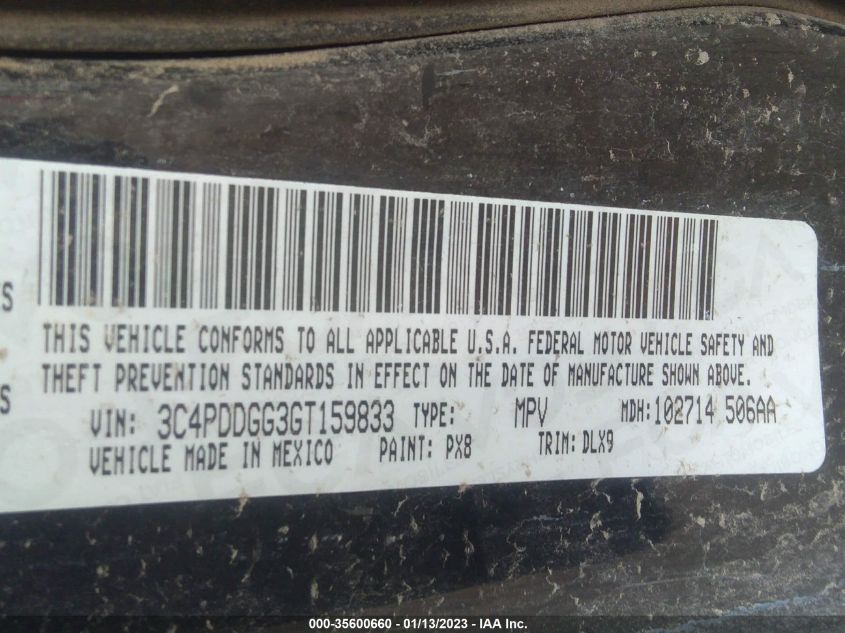 THIS VEHICLE CONFORMS TO ALL APPLICABLE U.S.A. FEDERAL MOTOR VEHICLE SAFETY AND
S
THEFT PREVENTION STANDARDS IN EFFECT ON THE DATE OF MANUFACTURE SHOWN ABOVE.
S
VIN: 3C4PDDGG3GT159833 TYPE: MPV MDH:102714 506AA
VEHICLE MADE IN MEXICO PAINT: PX8 TRIM: DLX9
000-35600660 - 01/13/2023 - IAA Inc.